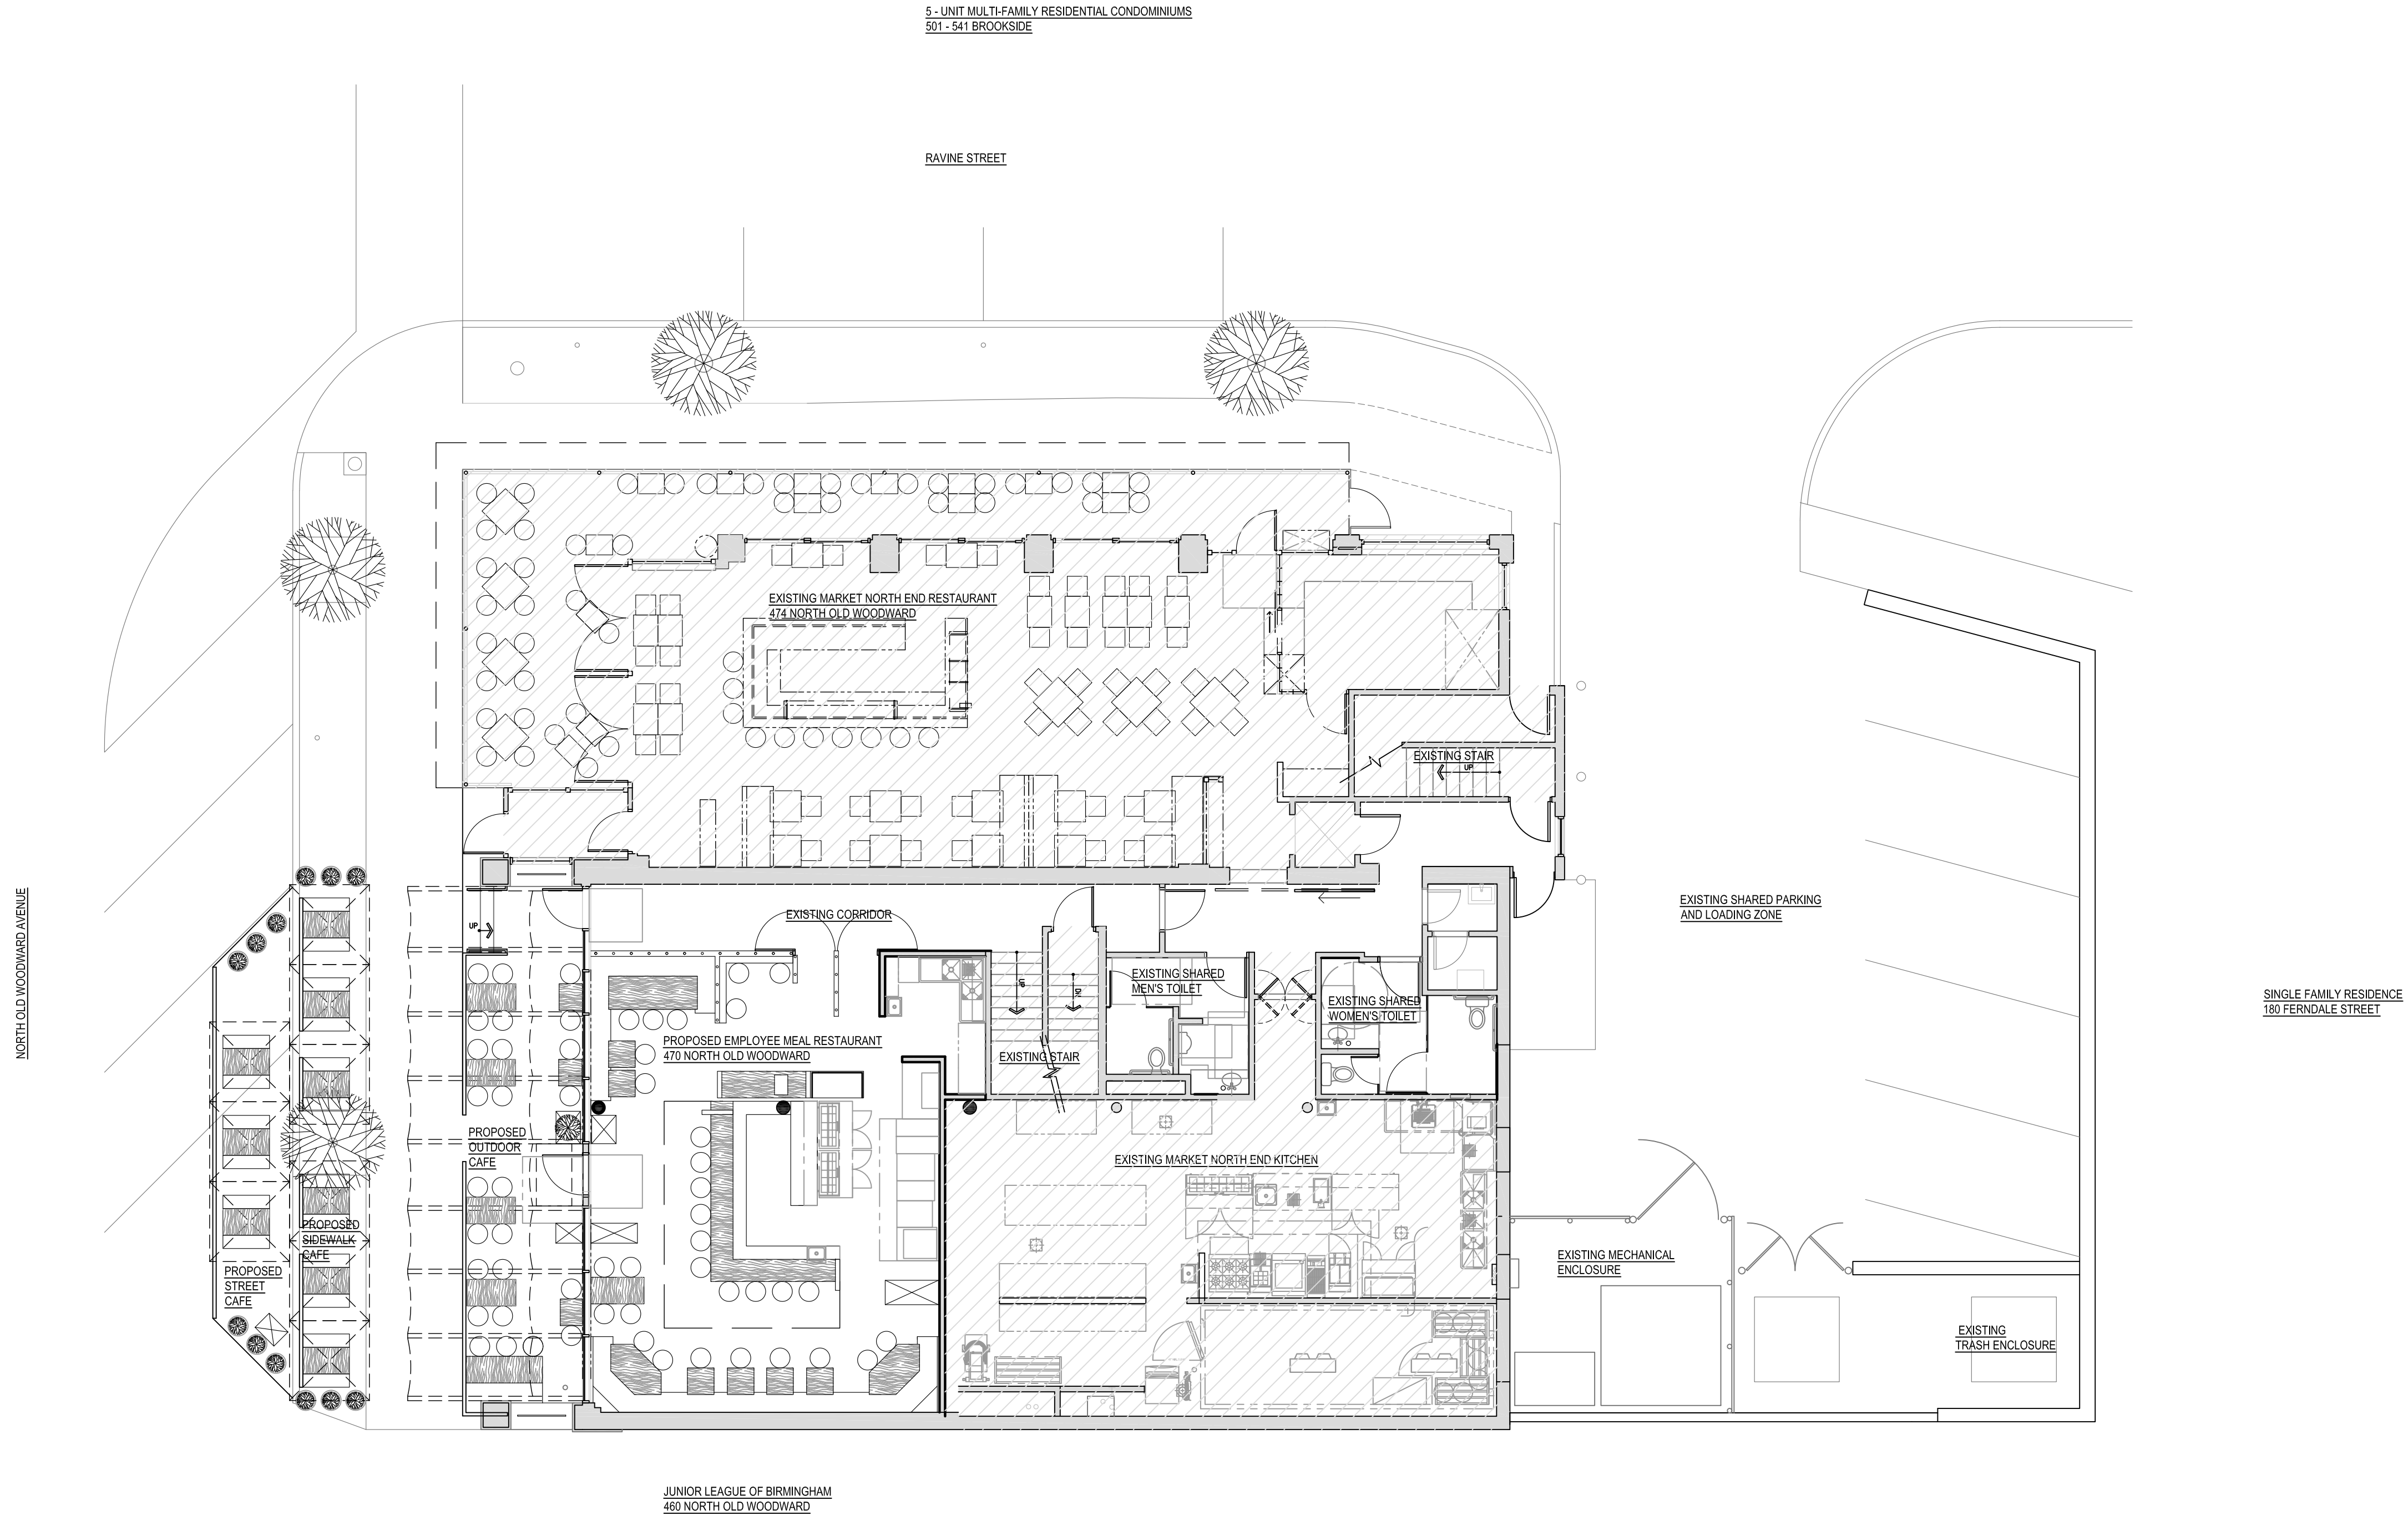 5 - UNIT MULTI-FAMILY RESIDENTIAL CONDOMINIUMS
501 - 541 BROOKSIDE
RAVINE STREET
EXISTING MARKET NORTH END RESTAURANT
474 NORTH OLD WOODWARD
EXISTING STAIR
UP
NORTH OLD WOODWARD AVENUE
UP
EXISTING CORRIDOR
EXISTING SHARED PARKING
AND LOADING ZONE
EXISTING SHARED
MEN'S TOILET
UP
DN
EXISTING SHARED
WOMEN'S TOILET
SINGLE FAMILY RESIDENCE
180 FERNDALE STREET
PROPOSED EMPLOYEE MEAL RESTAURANT
470 NORTH OLD WOODWARD
EXISTING STAIR
PROPOSED
OUTDOOR
CAFE
EXISTING MARKET NORTH END KITCHEN
PROPOSED
SIDEWALK
CAFE
PROPOSED
STREET
CAFE
EXISTING MECHANICAL
ENCLOSURE
EXISTING
TRASH ENCLOSURE
JUNIOR LEAGUE OF BIRMINGHAM
460 NORTH OLD WOODWARD